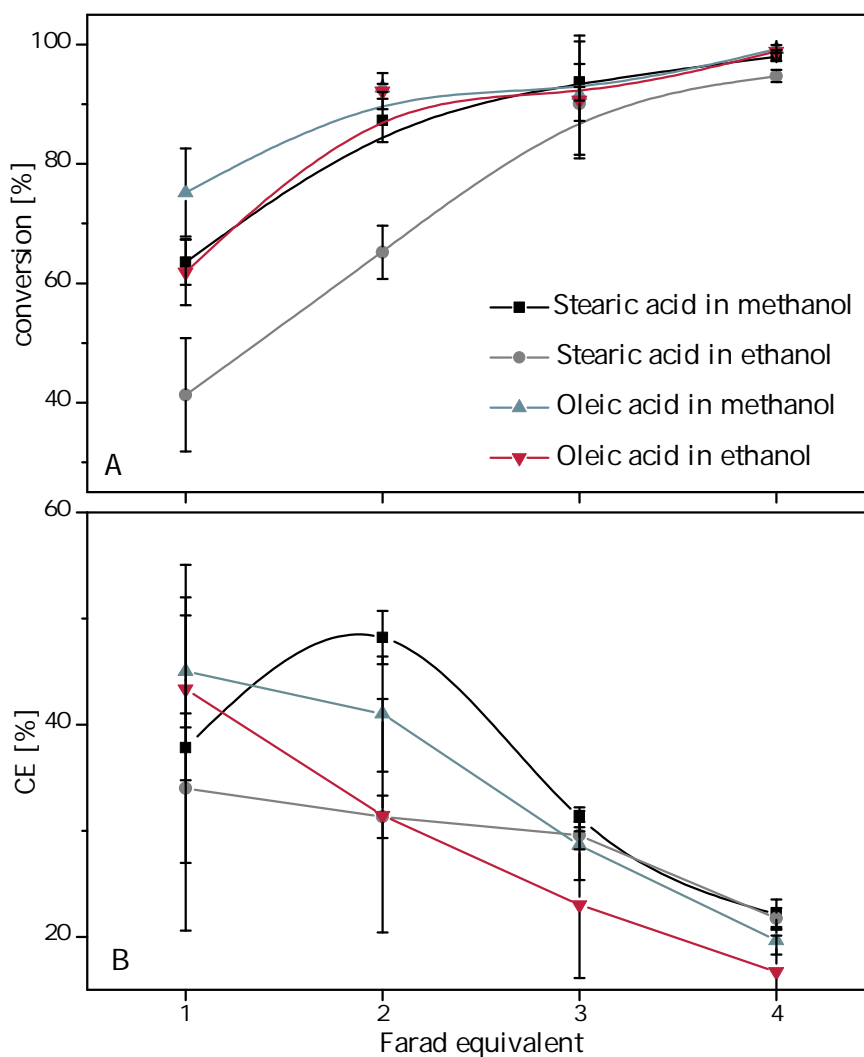 100
80
60
40
conversion [%]
Stearic acid in methanol
Stearic acid in ethanol
Oleic acid in methanol
Oleic acid in ethanol
A
60
40
20
CE [%]
B
1 2 3 4
Farad equivalent